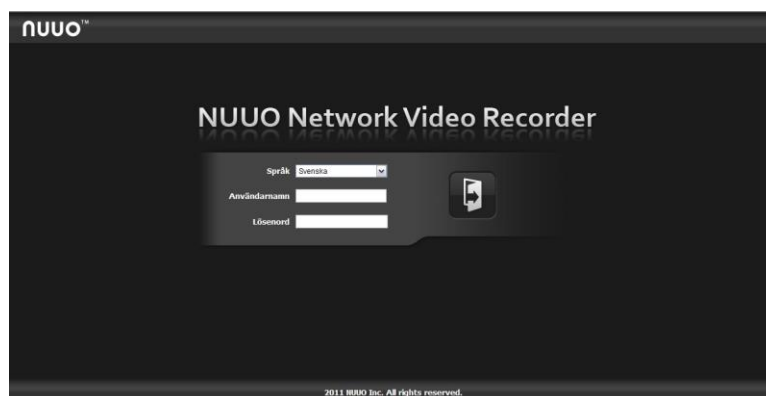 nuuo™
NUUO Network Video Recorder
Språk Svenska
Användarnamn
Lösenord
2011 NUUO Inc. All rights reserved.